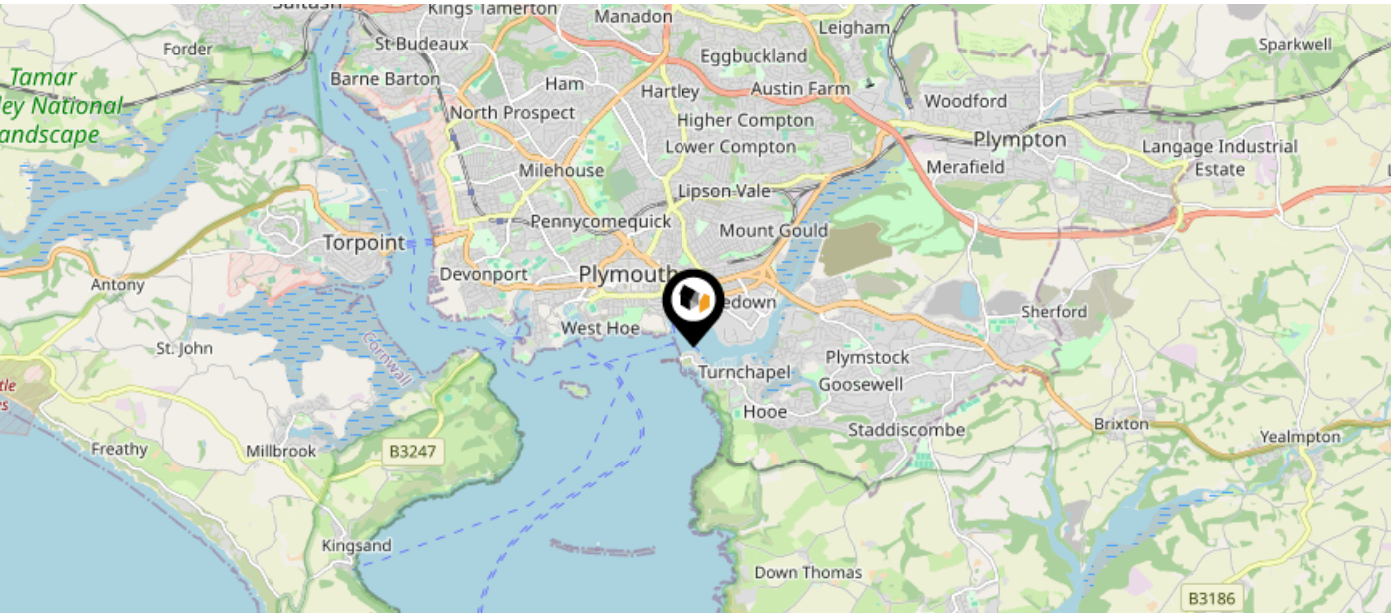 Kings Tamerton
Manadon
Leigham
St Budeaux
Forder
Eggbuckland
Sparkwell
Tamar
ley National
andscape
Barne Barton
Ham
Hartley
Austin Farm
Woodford
North Prospect
Higher Compton
Plympton
Lower Compton
Langage Industrial
Estate
Milehouse
Merafield
Lipson Vale
Pennycomequick
Mount Gould
Torpoint
Devonport
Plymouth
Antony
edown
Sherford
West Hoe
St. John
Cornwall
Plymstock
Turnchapel
Goosewell
Hooe
Brixton
Staddiscombe
Yealmpton
Freathy
Millbrook
B3247
Kingsand
Down Thomas
B3186